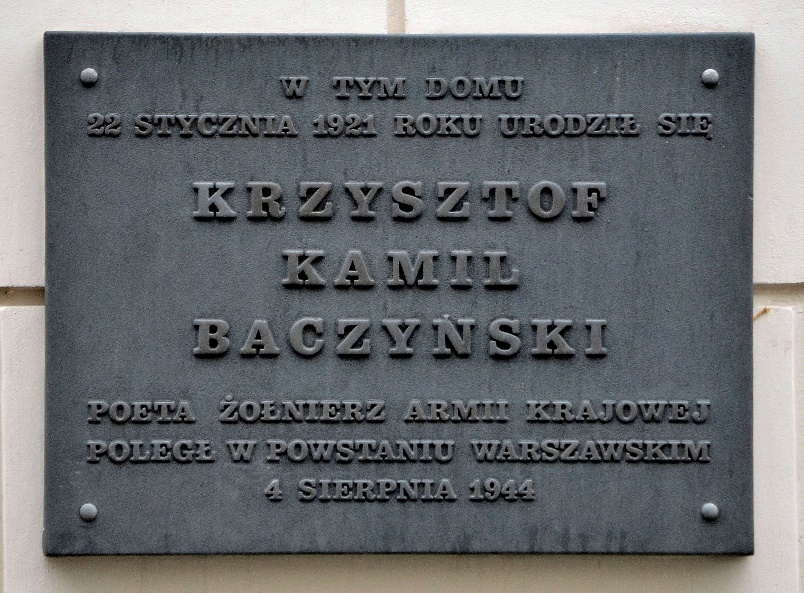 W TYM DOMU
22 STYCZNIA 1921 ROKU URODZIŁ SIĘ
KRZYSZTOF
KAMIL
BACZYŃSKI
POETA ŻOŁNIERZ ARMII KRAJOWEJ
POLEGŁ W POWSTANIU WARSZAWSKIM
4 SIERPNIA 1944